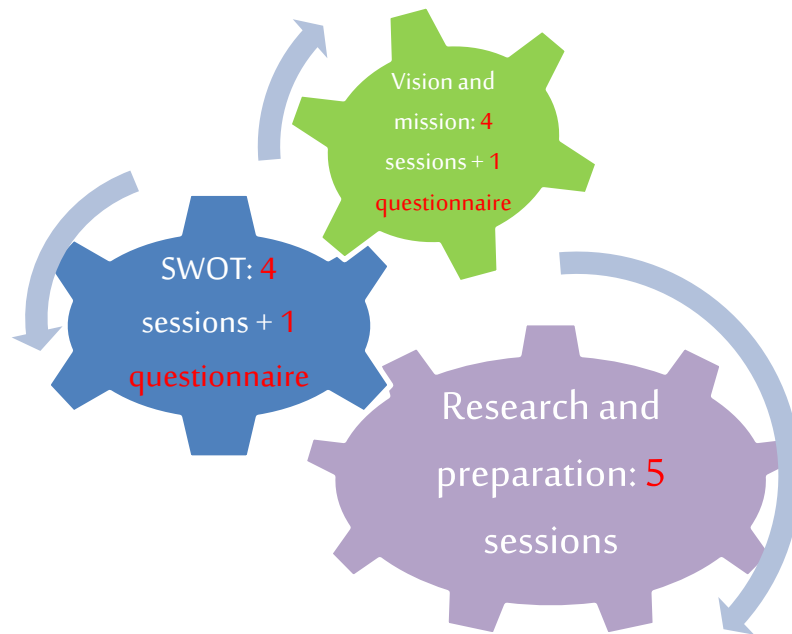 Vision and
mission: 4
sessions + 1
questionnaire
SWOT: 4
sessions + 1
questionnaire
Research and
preparation: 5
sessions